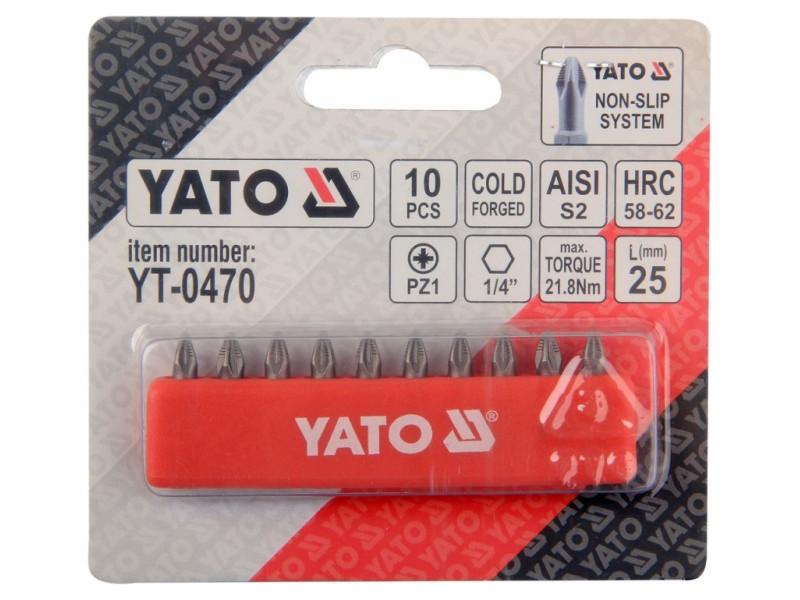 YATO
NON-SLIP
SYSTEM
YATO ®
10
PCS
COLD
FORGED
AISI
S2
HRC
58-62
item number:
YT-0470
PZ1
1/4”
max.
TORQUE
21.8Nm
L(mm)
25
YATO ®